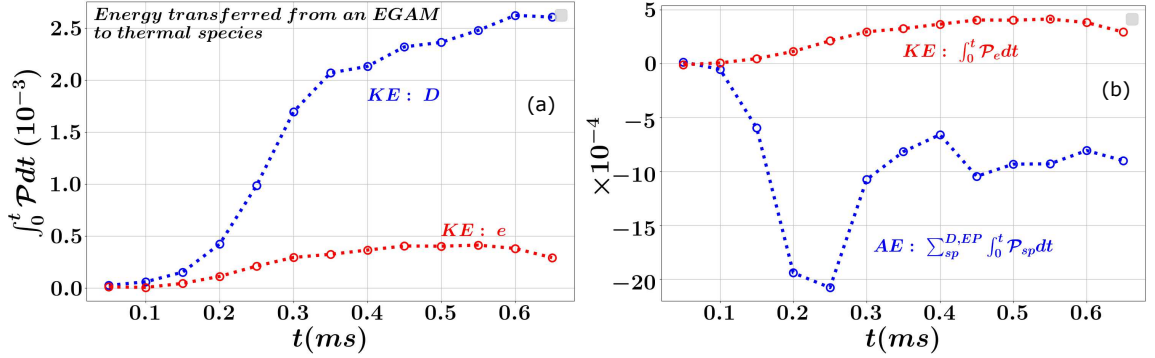 Energy transferred from an EGAM
to thermal species
∫₀ᵗ 𝒫dt (10⁻³)
2.5
2.0
1.5
1.0
0.5
0.0
KE : D
KE : e
(a)
0.1 0.2 0.3 0.4 0.5 0.6
t(ms)
×10⁻⁴
5
0
−5
−10
−15
−20
KE : ∫₀ᵗ 𝒫ₑdt
(b)
AE : ∑_{sp}^{D,EP} ∫₀ᵗ 𝒫_{sp}dt
0.1 0.2 0.3 0.4 0.5 0.6
t(ms)